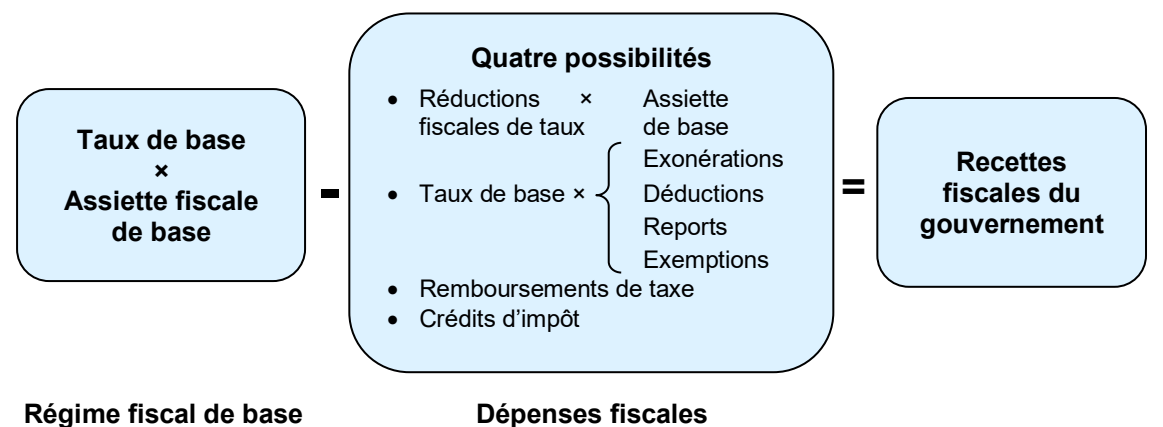 Taux de base
×
Assiette fiscale
de base
-
Quatre possibilités
• Réductions × Assiette
fiscales de taux de base
• Taux de base × { Exonérations
Déductions
Reports
Exemptions
• Remboursements de taxe
• Crédits d'impôt
=
Recettes
fiscales du
gouvernement
Régime fiscal de base
Dépenses fiscales